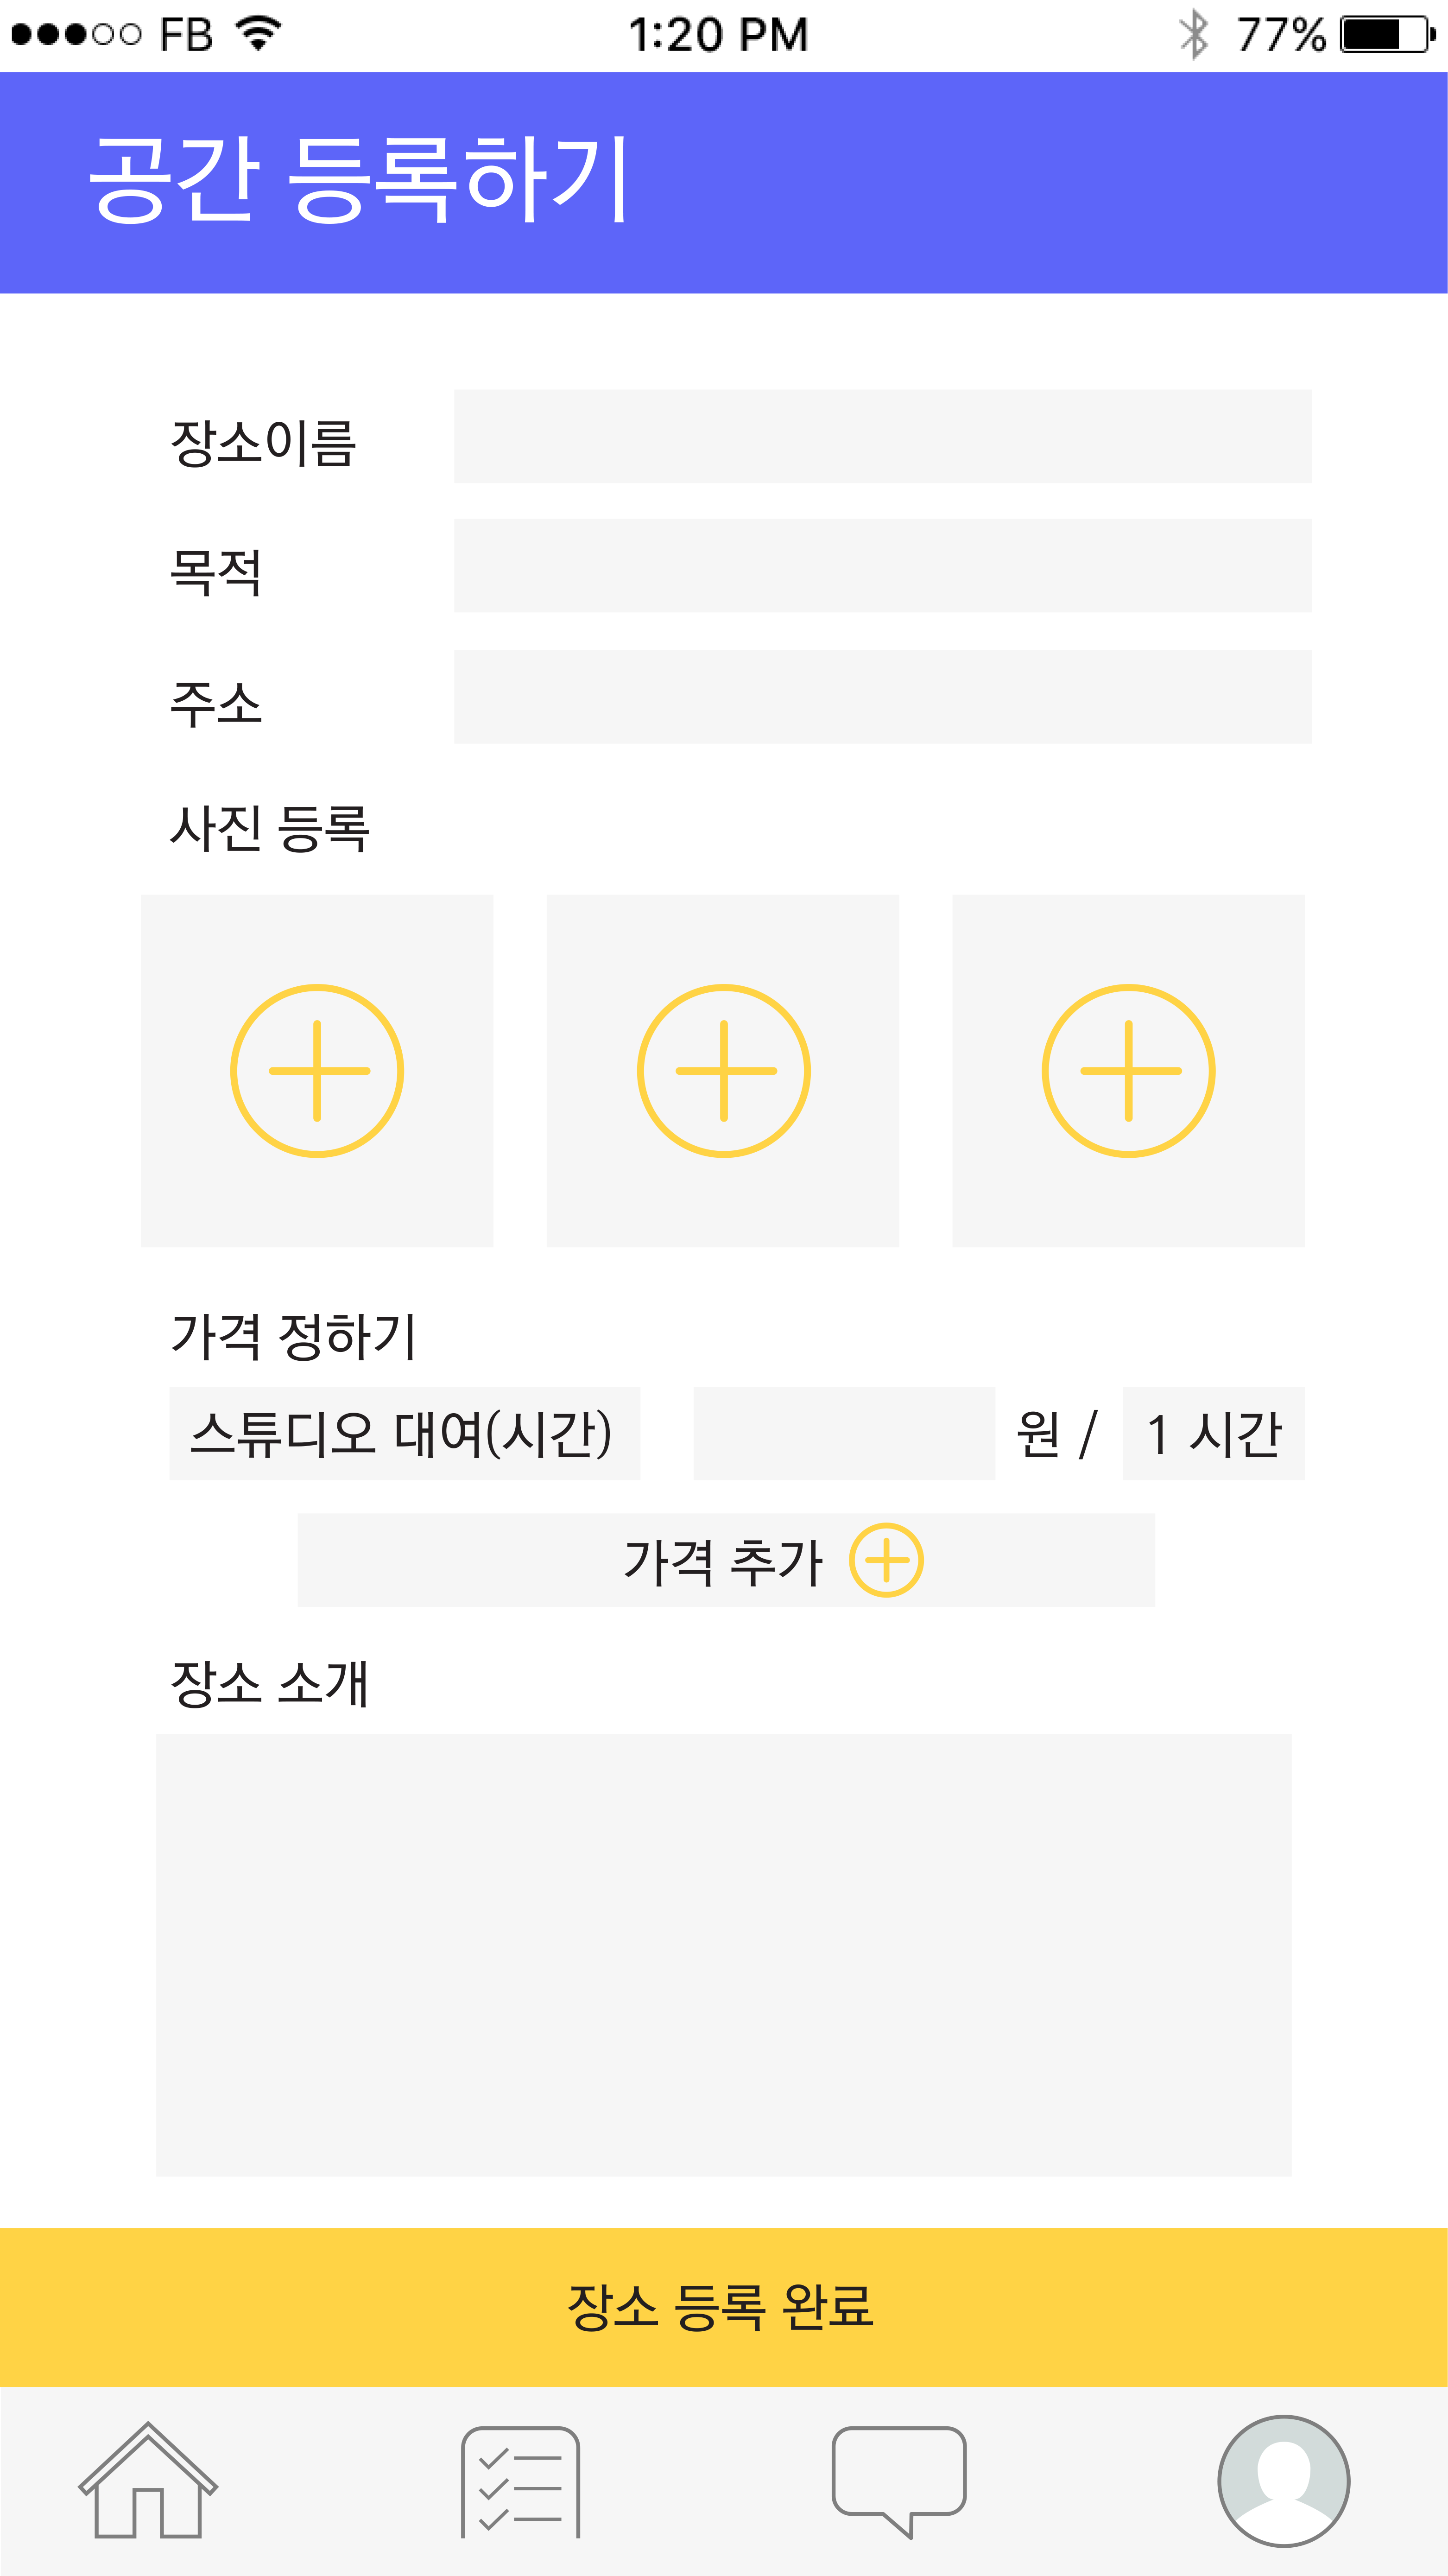 FB 1:20 PM 77%
공간 등록하기
장소이름
목적
주소
사진 등록
가격 정하기
스튜디오 대여(시간) 원 / 1 시간
가격 추가
장소 소개
장소 등록 완료